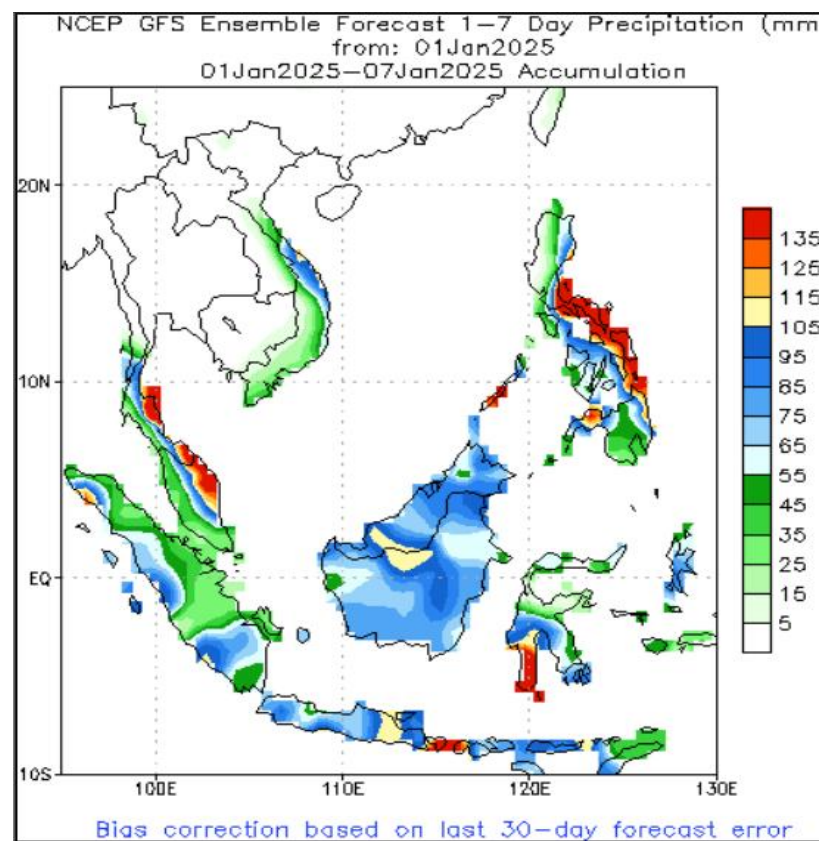 NCEP GFS Ensemble Forecast 1–7 Day Precipitation (mm
from: 01Jan2025
01Jan2025–07Jan2025 Accumulation
20N
10N
EQ
10S
100E
110E
120E
130E
135
125
115
105
95
85
75
65
55
45
35
25
15
5
Bias correction based on last 30–day forecast error